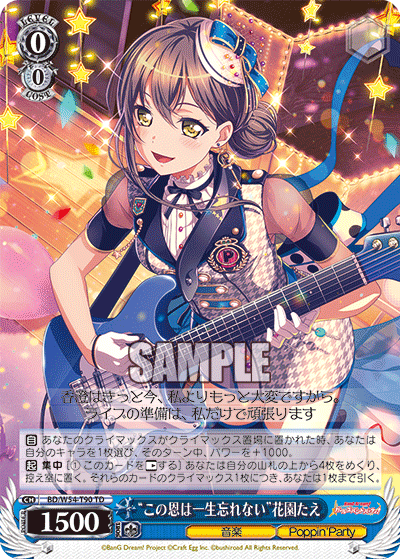 LEVEL
0
0
COST
P
SAMPLE
香澄はきっと今、私よりもっと大変ですから。
ライブの準備は、私だけで頑張ります
自 あなたのクライマックスがクライマックス置場に置かれた時、あなたは
自分のキャラを1枚選び、そのターン中、パワーを+1000。
起 集中 [① このカードを する] あなたは自分の山札の上から4枚をめくり、
控え室に置く。それらのカードのクライマックス1枚につき、あなたは
CH BD/W54-T90 TD
1500
“この恩は一生忘れない”花園たえ
音楽
Poppin'Party
©BanG Dream! Project ©Craft Egg Inc. ©bushiroad All Rights Reserved.